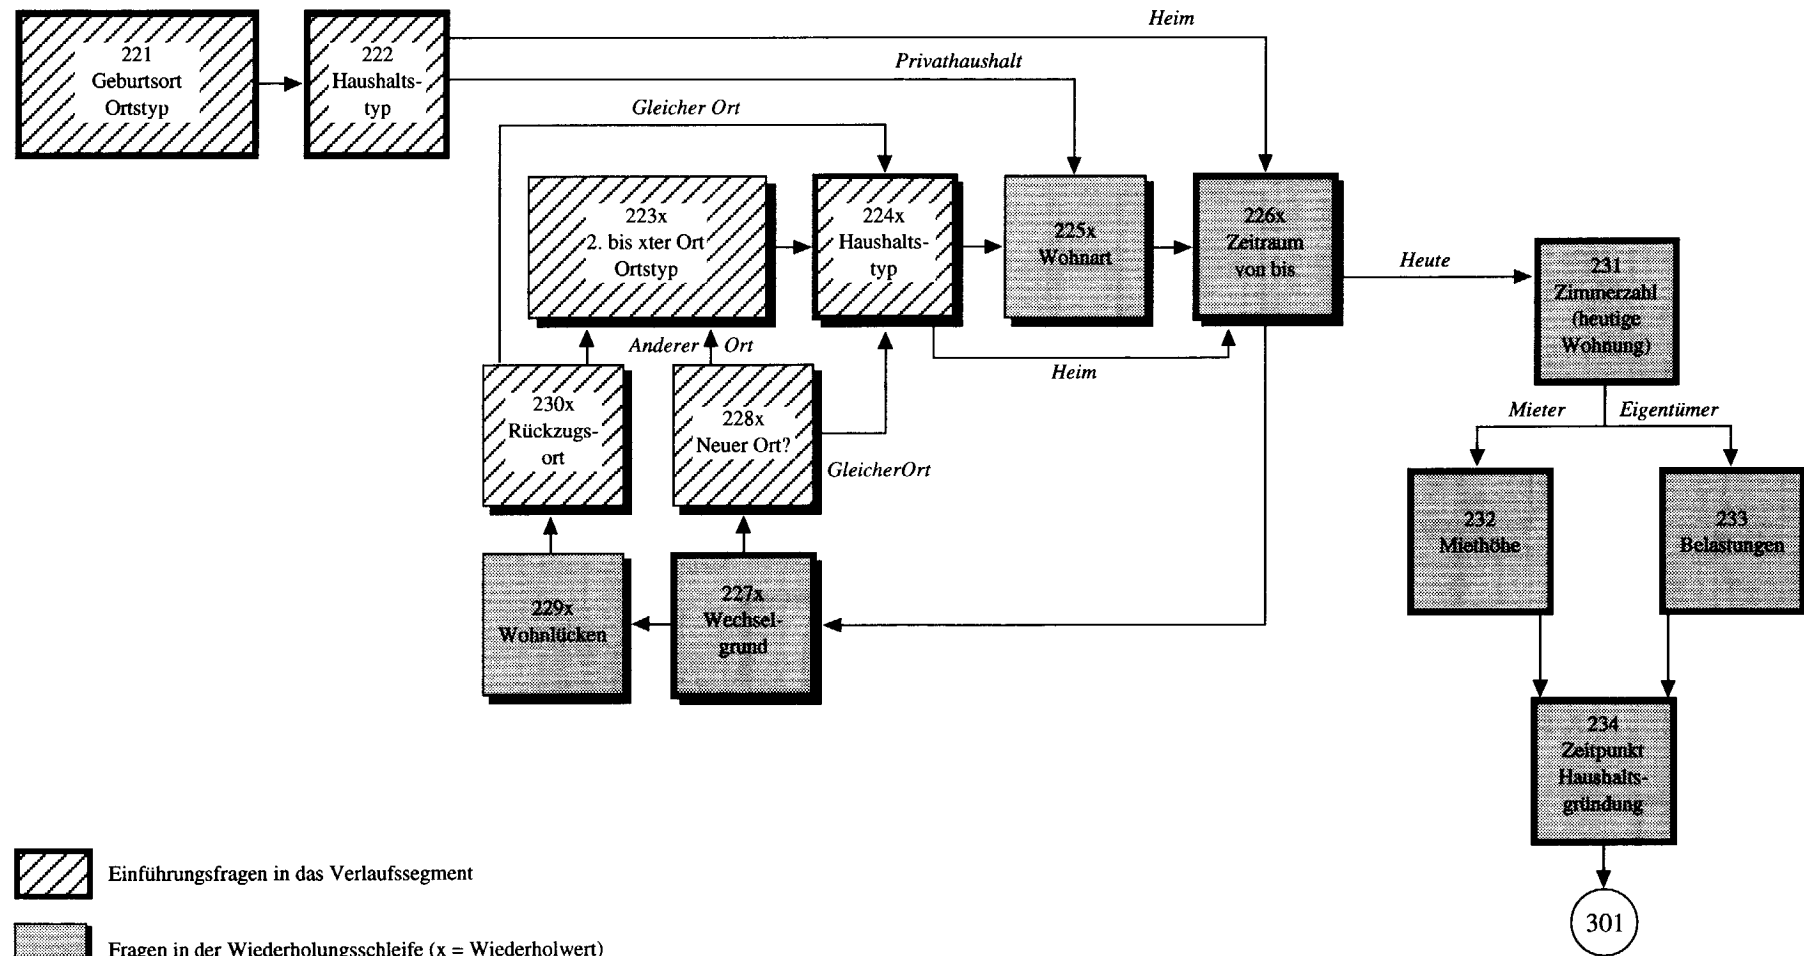 Heim
221
Geburtsort
Ortstyp
222
Haushalts-
typ
Privathaushalt
Gleicher Ort
223x
2. bis xter Ort
Ortstyp
224x
Haushalts-
typ
225x
Wohnart
226x
Zeitraum
von bis
Heute
231
Zimmerzahl
(heutige
Wohnung)
Anderer Ort
Heim
230x
Rückzugs-
ort
228x
Neuer Ort?
GleicherOrt
Mieter
Eigentümer
232
Miethöhe
233
Belastungen
229x
Wohnlücken
227x
Wechsel-
grund
234
Zeitpunkt
Haushalts-
gründung
301
Einführungsfragen in das Verlaufssegment
Fragen in der Wiederholungsschleife (x = Wiederholwert)